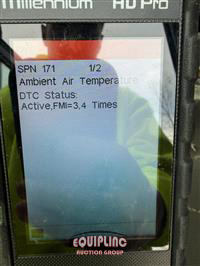 Millennium HD Pro
SPN 171 1/2
Ambient Air Temperature
DTC Status:
Active,FMI=3,4 Times
EQUIPLINC
AUCTION GROUP